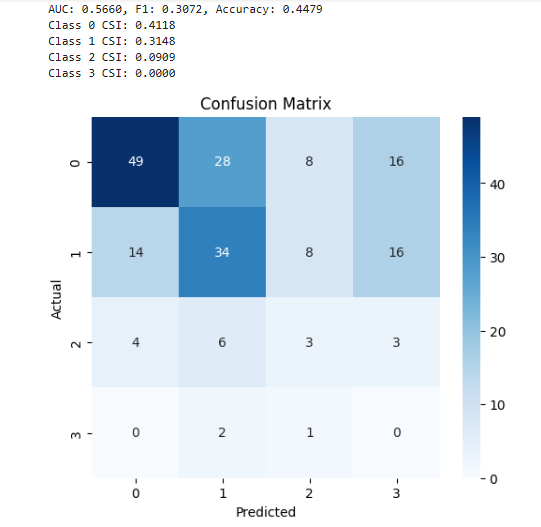 AUC: 0.5660, F1: 0.3072, Accuracy: 0.4479
Class 0 CSI: 0.4118
Class 1 CSI: 0.3148
Class 2 CSI: 0.0909
Class 3 CSI: 0.0000
Confusion Matrix
0 49 28 8 16
1 14 34 8 16
2 4 6 3 3
3 0 2 1 0
0 1 2 3
Actual
Predicted
40
30
20
10
0